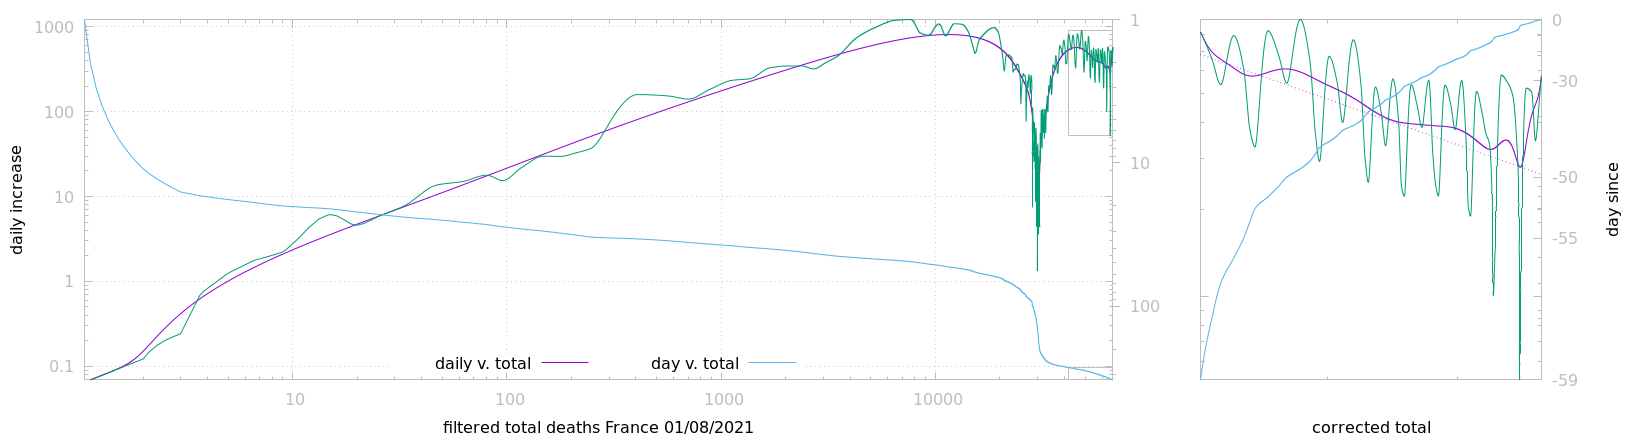 1000
100
10
1
0.1
daily increase
daily v. total
day v. total
10
100
1000
10000
filtered total deaths France 01/08/2021
1
10
100
0
-30
-50
-55
-59
day since
corrected total